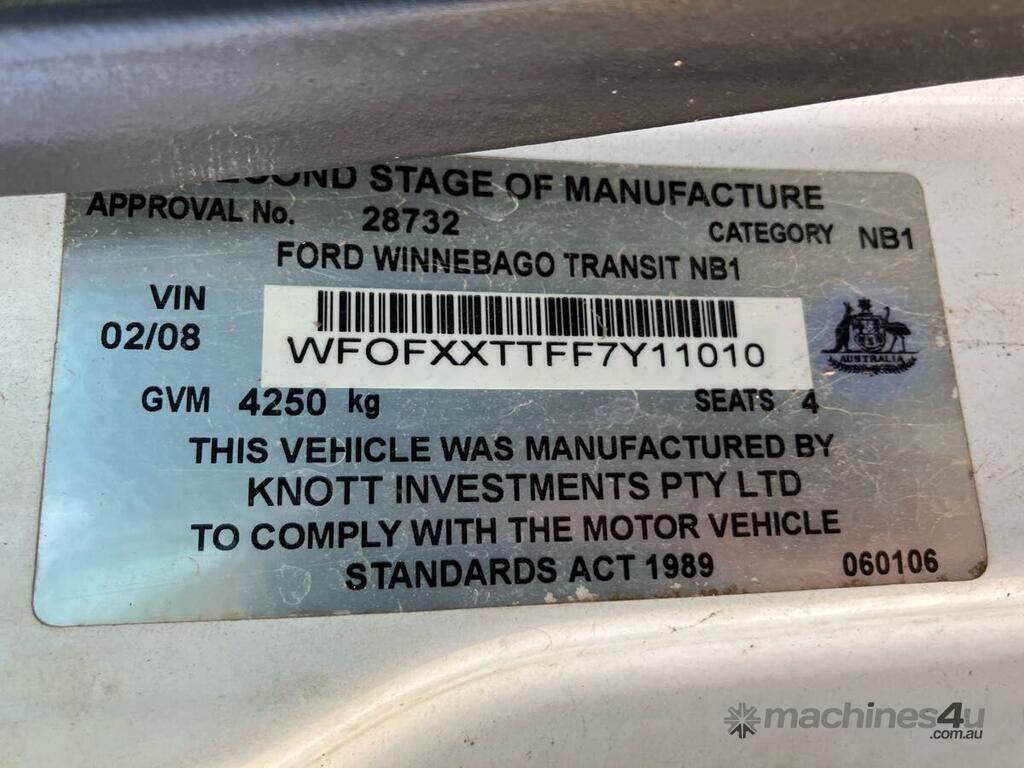 SECOND STAGE OF MANUFACTURE
APPROVAL No. 28732 CATEGORY NB1
FORD WINNEBAGO TRANSIT NB1
VIN
02/08
WFOFXXTTFF7Y11010
AUSTRALIA
GVM 4250 kg SEATS 4
THIS VEHICLE WAS MANUFACTURED BY
KNOTT INVESTMENTS PTY LTD
TO COMPLY WITH THE MOTOR VEHICLE
STANDARDS ACT 1989 060106
machines4u
.com.au